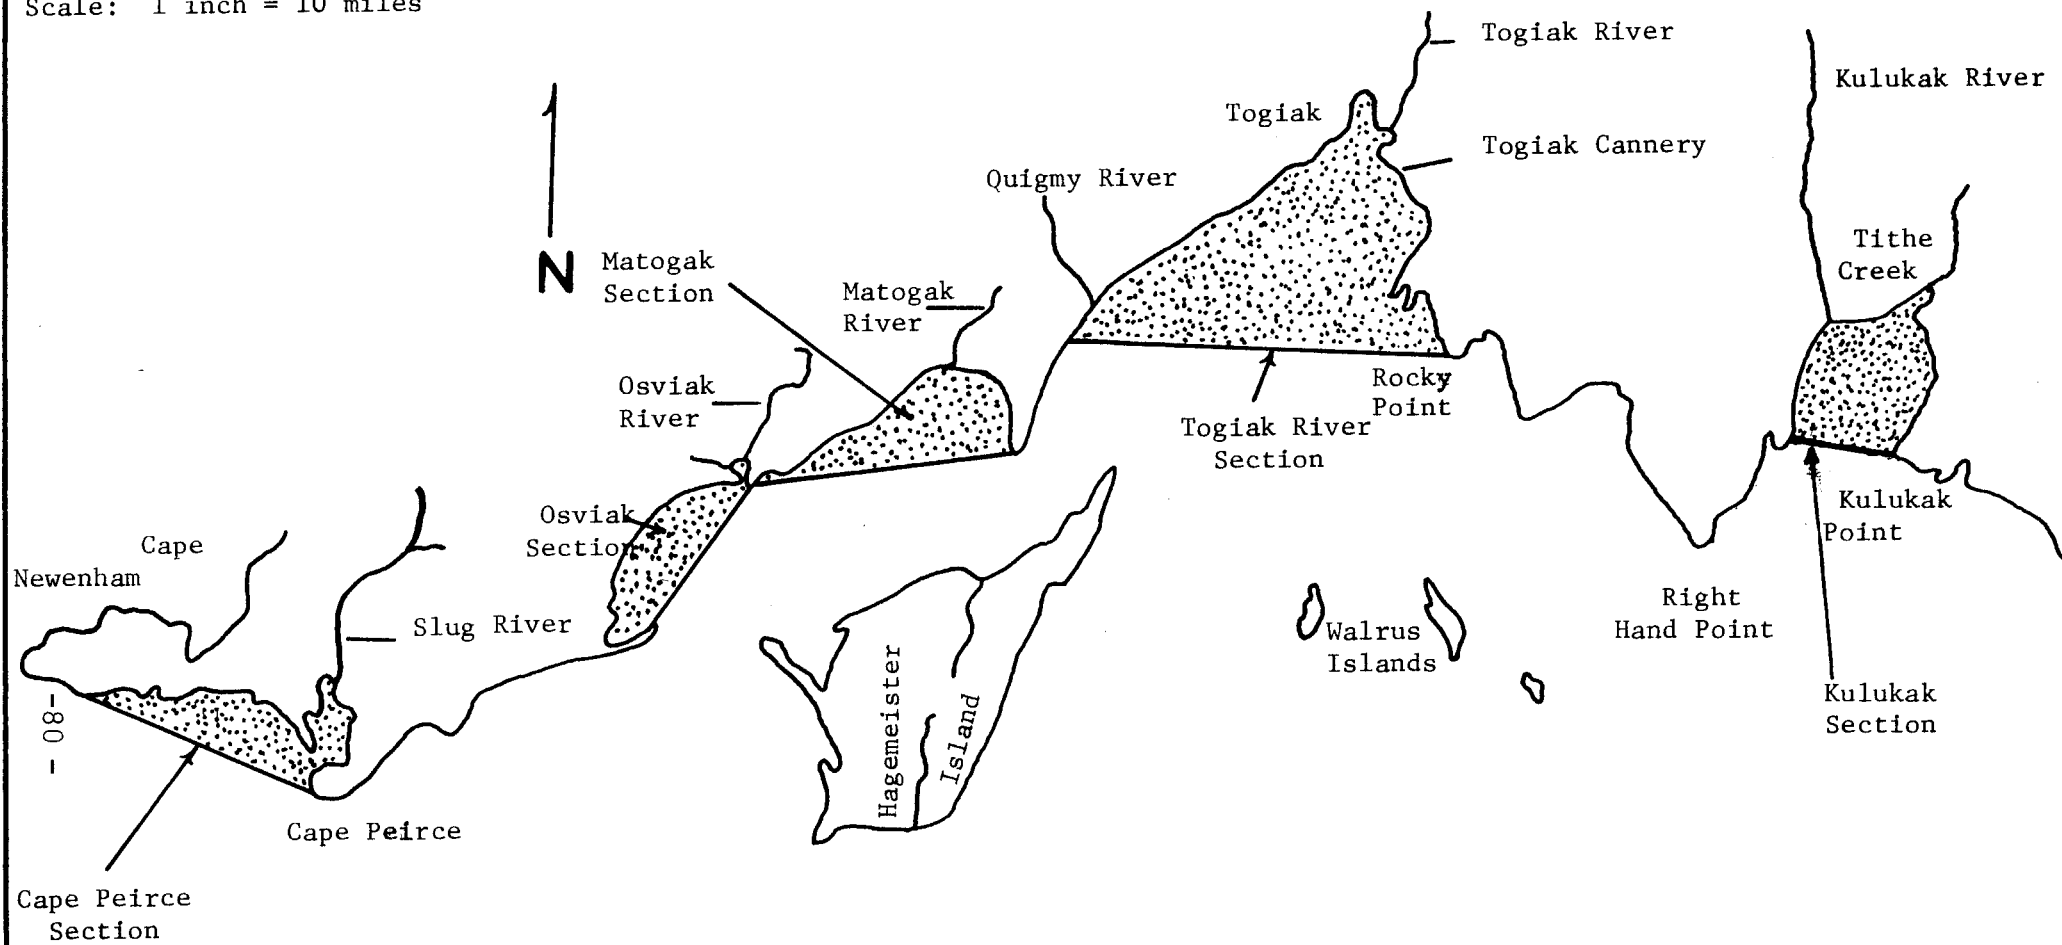 Scale: 1 inch = 10 miles
Togiak River
Kulukak River
Togiak
Togiak Cannery
Quigmy River
Tithe
Creek
N
Matogak
Section
Matogak
River
Osviak
River
Rocky
Point
Togiak River
Section
Osviak
Section
Kulukak
Point
Cape
Newenham
Slug River
Walrus
Islands
Right
Hand Point
Hagemeister
Island
Kulukak
Section
-80-
Cape Peirce
Cape Peirce
Section